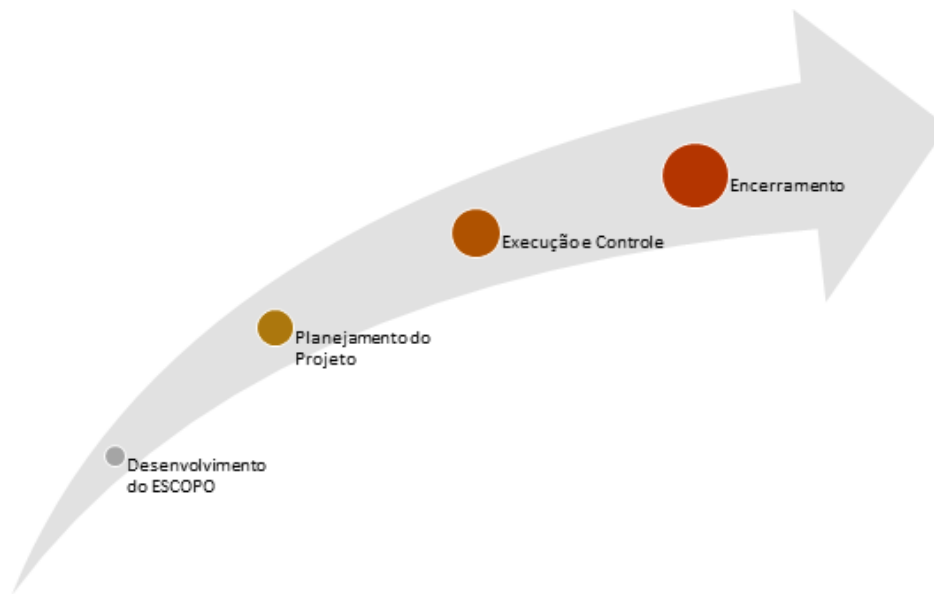 Encerramento
Execução e Controle
Planejamento do
Projeto
Desenvolvimento
do ESCOPO